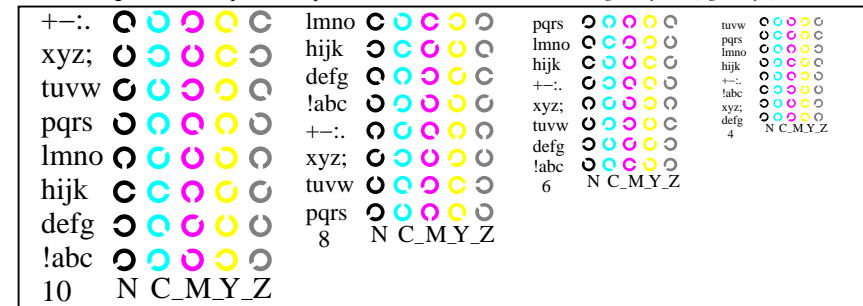 +−:.
xyz;
tuvw
pqrs
lmno
hijk
defg
!abc
10 N C_M_Y_Z
lmno
hijk
defg
!abc
+−:.
xyz;
tuvw
pqrs
8 N C_M_Y_Z
pqrs
lmno
hijk
+−:.
xyz;
tuvw
defg
!abc
6 N C_M_Y_Z
tuvw
pqrs
lmno
hijk
+−:.
!abc
xyz;
defg
4 N C_M_Y_Z